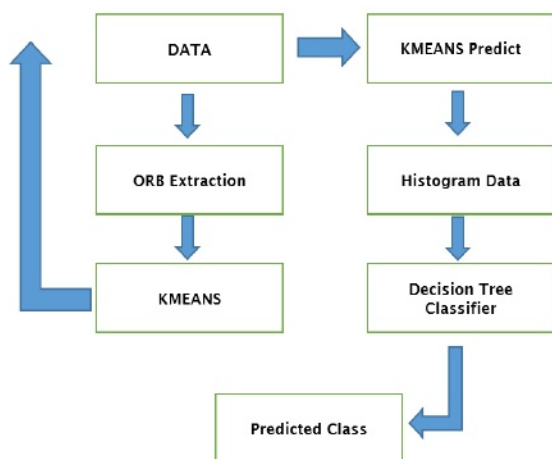 DATA
KMEANS Predict
ORB Extraction
Histogram Data
KMEANS
Decision Tree
Classifier
Predicted Class